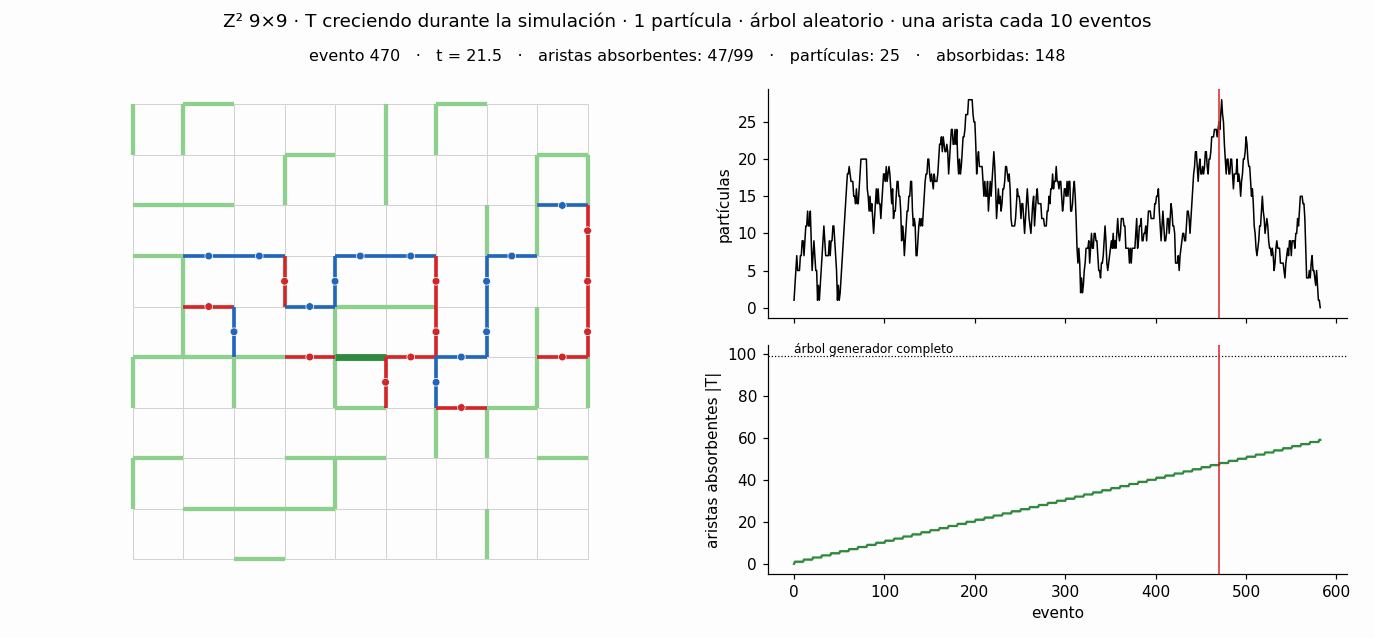 Z² 9×9 · T creciendo durante la simulación · 1 partícula · árbol aleatorio · una arista cada 10 eventos
evento 470 · t = 21.5 · aristas absorbentes: 47/99 · partículas: 25 · absorbidas: 148
partículas
25
20
15
10
5
0
aristas absorbentes |T|
árbol generador completo
100
80
60
40
20
0
0 100 200 300 400 500 600
evento